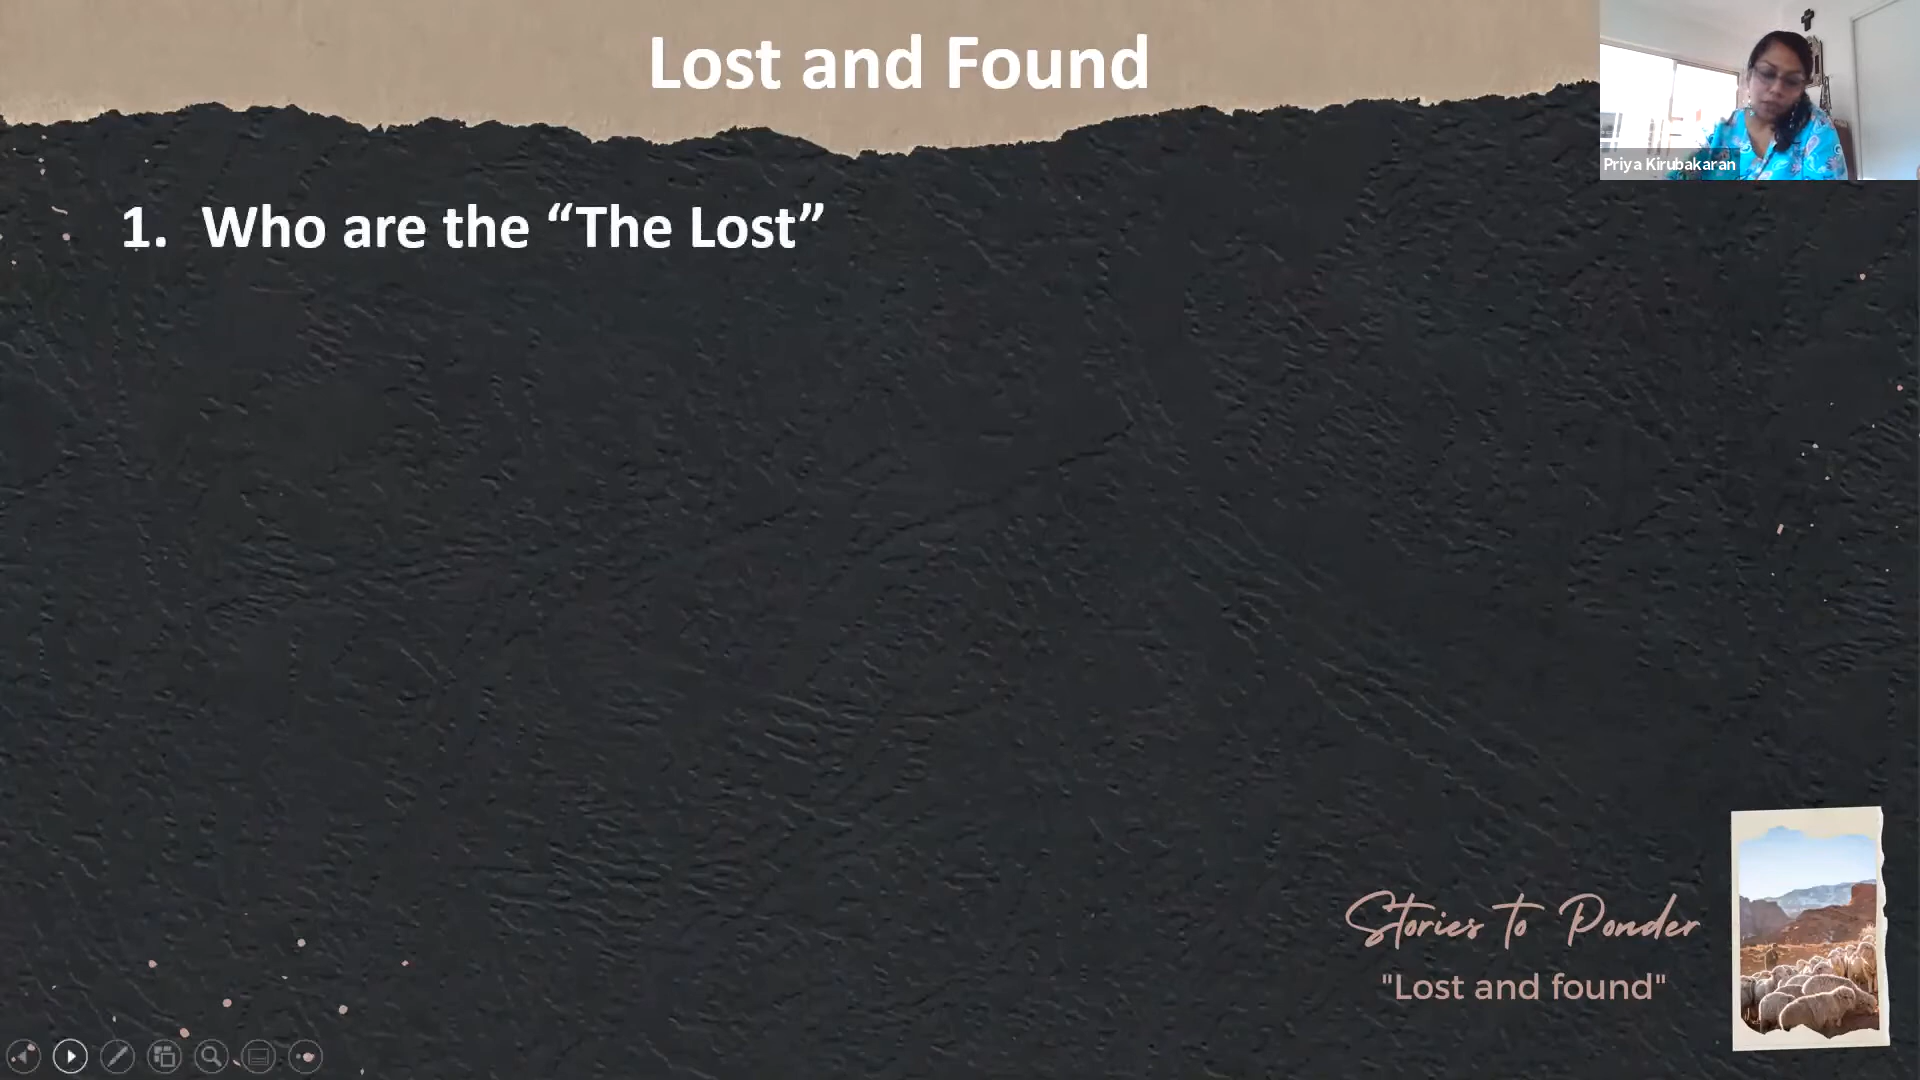 Lost and Found
Priya Kirubakaran
1. Who are the “The Lost”
Stories to Ponder
"Lost and found"